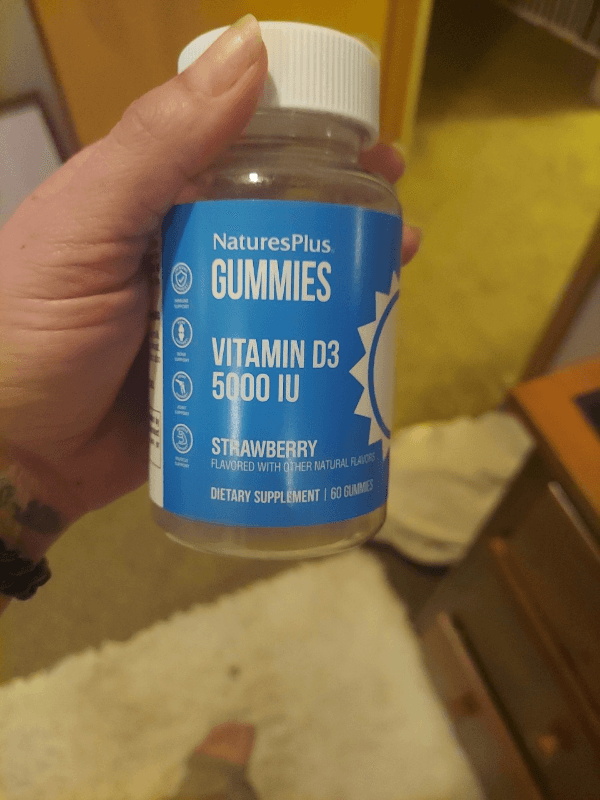 NaturesPlus
GUMMIES
VITAMIN D3
5000 IU
STRAWBERRY
FLAVORED WITH OTHER NATURAL FLAVORS
DIETARY SUPPLEMENT | 60 GUMMIES